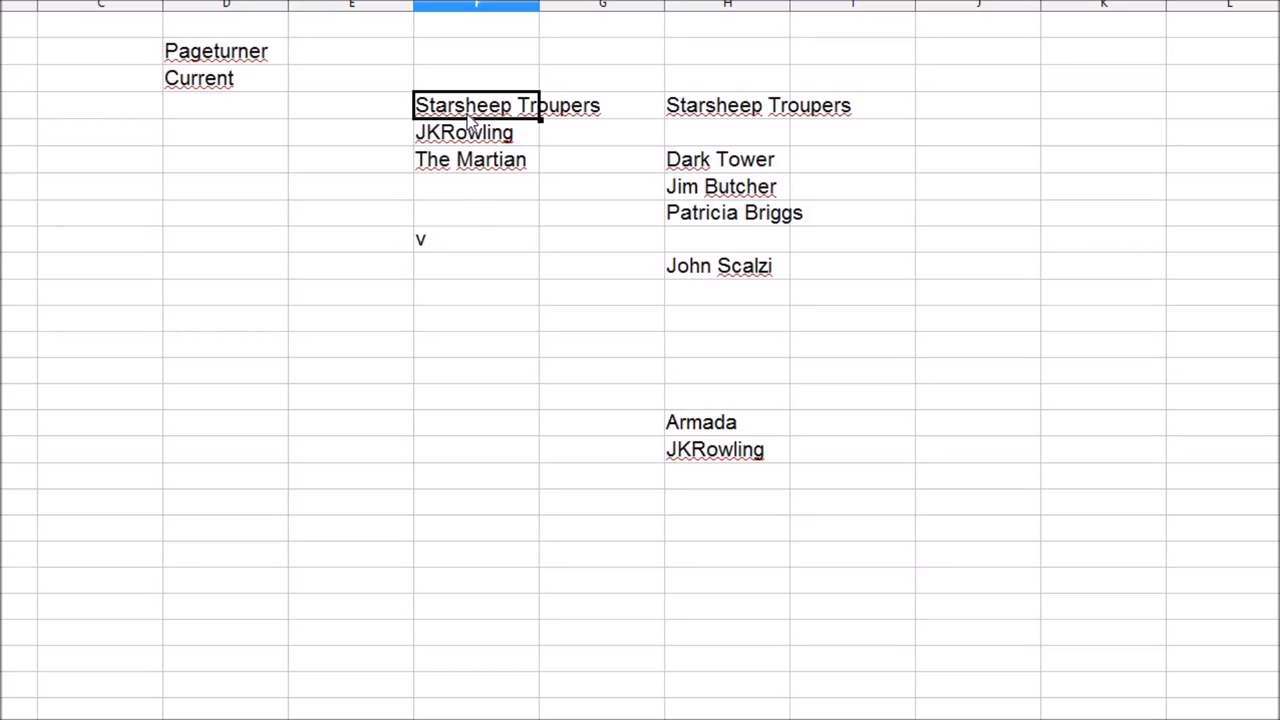 C D E F G H I J K L
Pageturner
Current
Starsheep Troupers Starsheep Troupers
JKRowling
The Martian Dark Tower
Jim Butcher
Patricia Briggs
v
John Scalzi
Armada
JKRowling